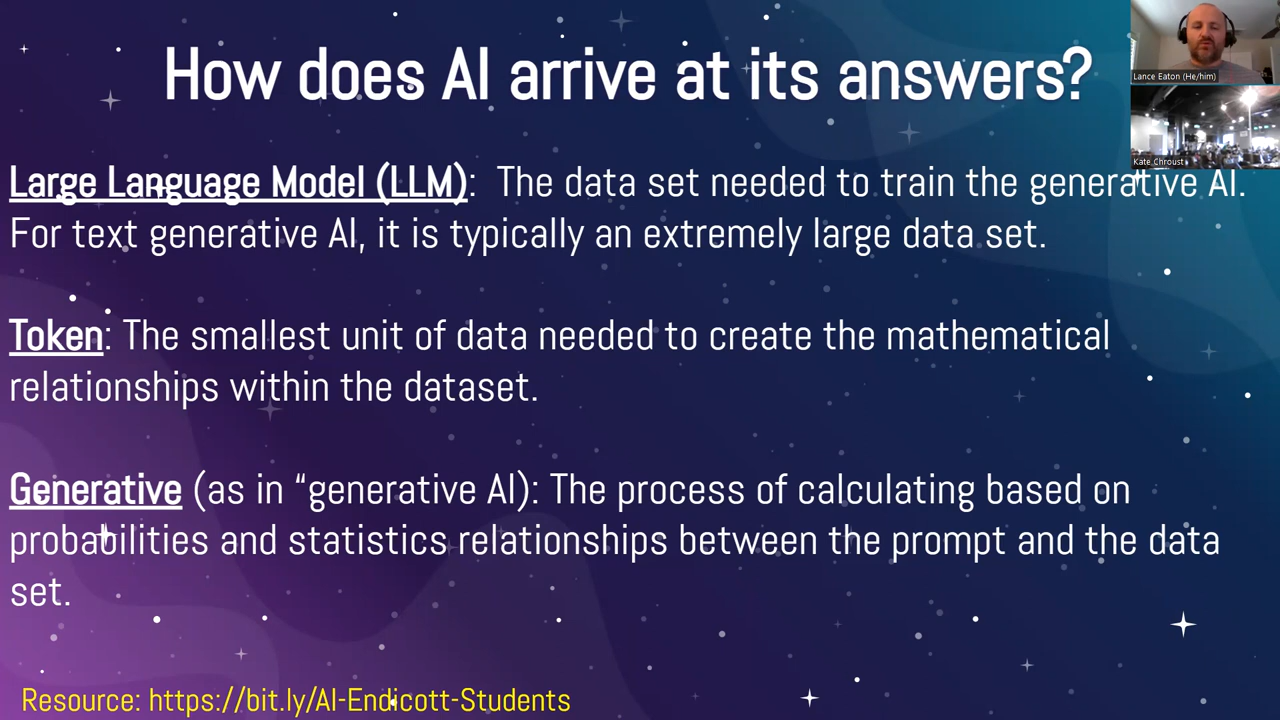 How does AI arrive at its answers?
Lance Eaton (He/him)
Kate Chroust
Large Language Model (LLM): The data set needed to train the generative AI.
For text generative AI, it is typically an extremely large data set.
Token: The smallest unit of data needed to create the mathematical
relationships within the dataset.
Generative (as in “generative AI): The process of calculating based on
probabilities and statistics relationships between the prompt and the data
set.
Resource: https://bit.ly/AI-Endicott-Students